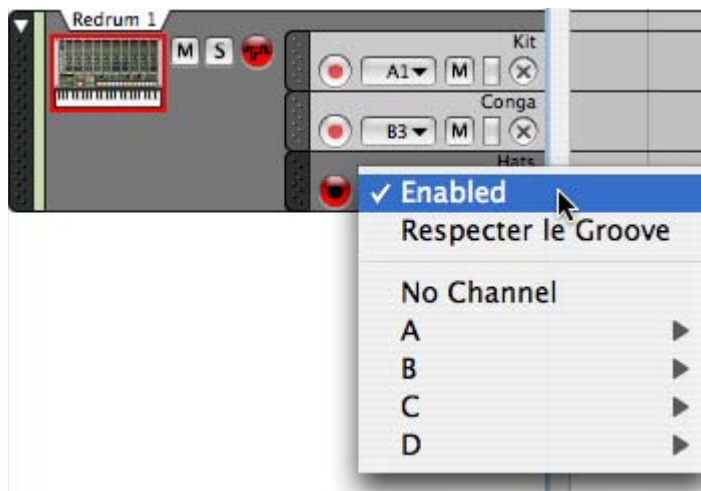 Redrum 1
M S
Kit
A1 M
Conga
B3 M
Hats
✓ Enabled
Respecter le Groove
No Channel
A
B
C
D